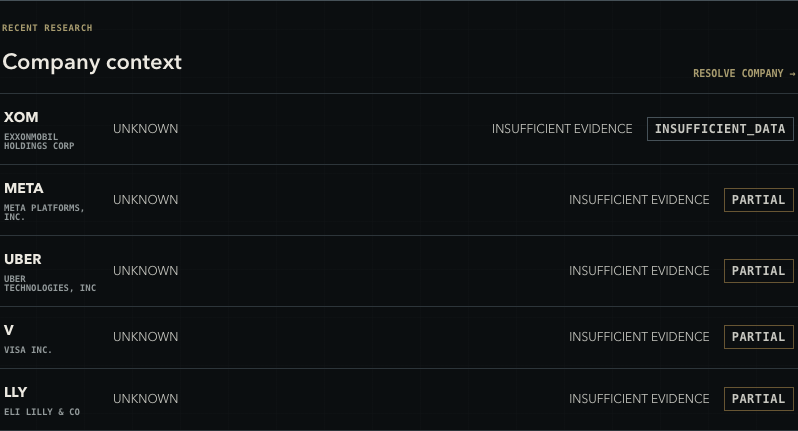 RECENT RESEARCH
Company context
RESOLVE COMPANY →
XOM
EXXONMOBIL
HOLDINGS CORP
UNKNOWN
INSUFFICIENT EVIDENCE
INSUFFICIENT_DATA
META
META PLATFORMS,
INC.
UNKNOWN
INSUFFICIENT EVIDENCE
PARTIAL
UBER
UBER
TECHNOLOGIES, INC
UNKNOWN
INSUFFICIENT EVIDENCE
PARTIAL
V
VISA INC.
UNKNOWN
INSUFFICIENT EVIDENCE
PARTIAL
LLY
ELI LILLY & CO
UNKNOWN
INSUFFICIENT EVIDENCE
PARTIAL